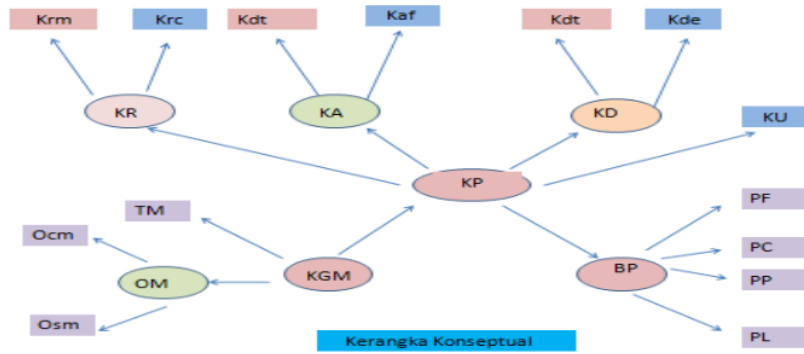 Krm
Krc
Kdt
Kaf
Kdt
Kde
KR
KA
KD
KU
KP
TM
PF
Ocm
PC
OM
KGM
BP
PP
Osm
PL
Kerangka Konseptual